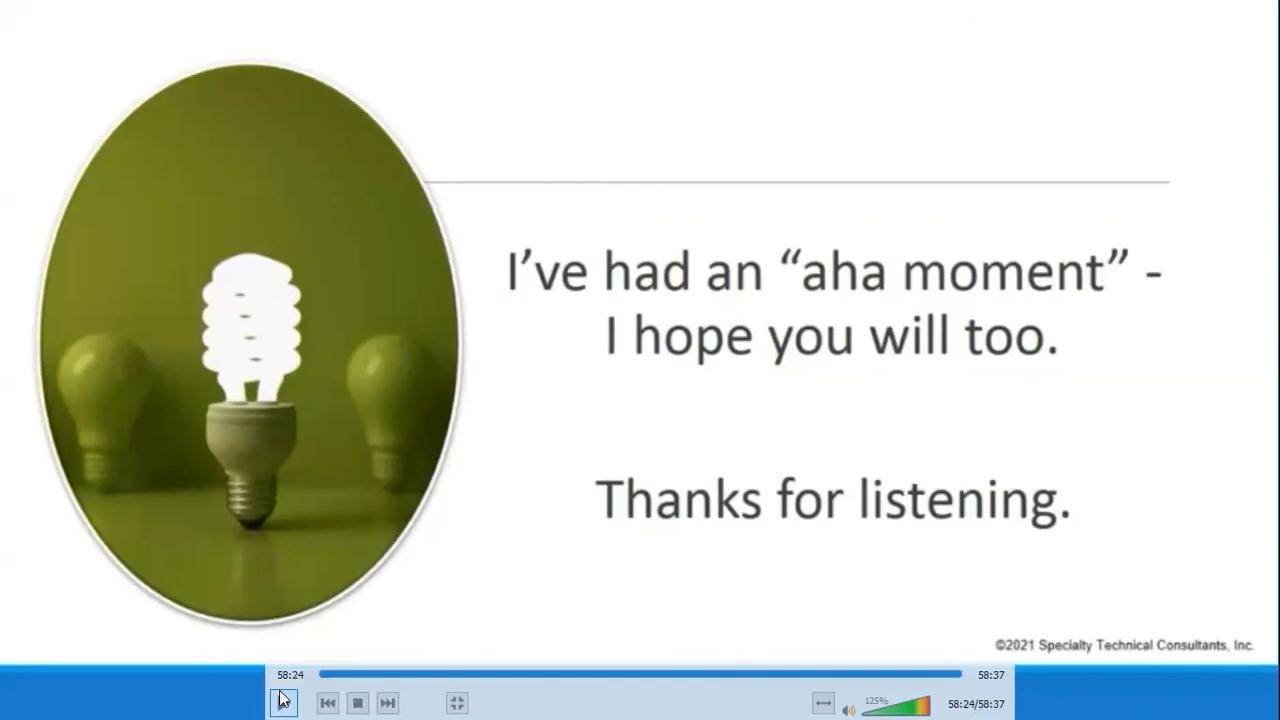 I’ve had an “aha moment” -
I hope you will too.
Thanks for listening.
©2021 Specialty Technical Consultants, Inc.
58:24
58:37
125%
58:24/58:37